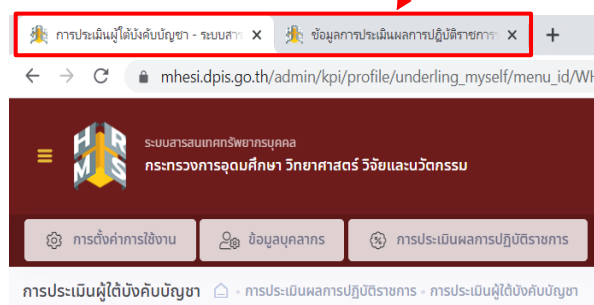 การประเมินผู้ใต้บังคับบัญชา - ระบบสาร
ข้อมูลการประเมินผลการปฏิบัติราชการ
mhesi.dpis.go.th/admin/kpi/profile/underling_myself/menu_id/WH
HR
MS
ระบบสารสนเทศทรัพยากรบุคคล
กระทรวงการอุดมศึกษา วิทยาศาสตร์ วิจัยและนวัตกรรม
การตั้งค่าการใช้งาน
ข้อมูลบุคลากร
การประเมินผลการปฏิบัติราชการ
การประเมินผู้ใต้บังคับบัญชา - การประเมินผลการปฏิบัติราชการ - การประเมินผู้ใต้บังคับบัญชา